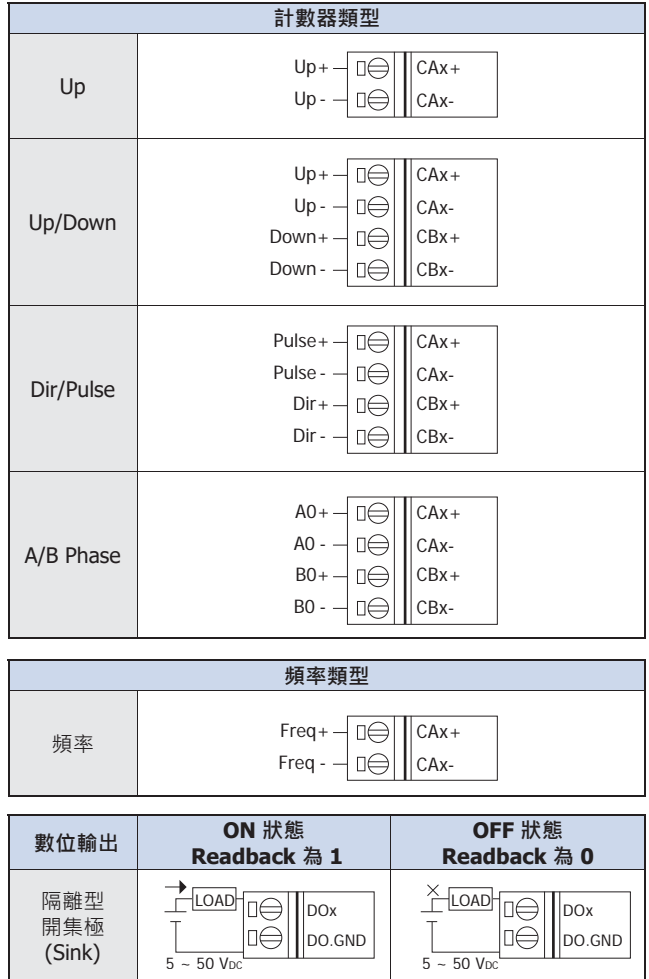 計數器類型
Up
Up+ CAx+
Up - CAx-
Up/Down
Up+ CAx+
Up - CAx-
Down+ CBx+
Down - CBx-
Dir/Pulse
Pulse+ CAx+
Pulse - CAx-
Dir+ CBx+
Dir - CBx-
A/B Phase
A0+ CAx+
A0 - CAx-
B0+ CBx+
B0 - CBx-
頻率類型
頻率
Freq+ CAx+
Freq - CAx-
數位輸出
ON 狀態
Readback 為 1
OFF 狀態
Readback 為 0
隔離型
開集極
(Sink)
LOAD DOx
DO.GND
5 ~ 50 VDC
LOAD DOx
DO.GND
5 ~ 50 VDC